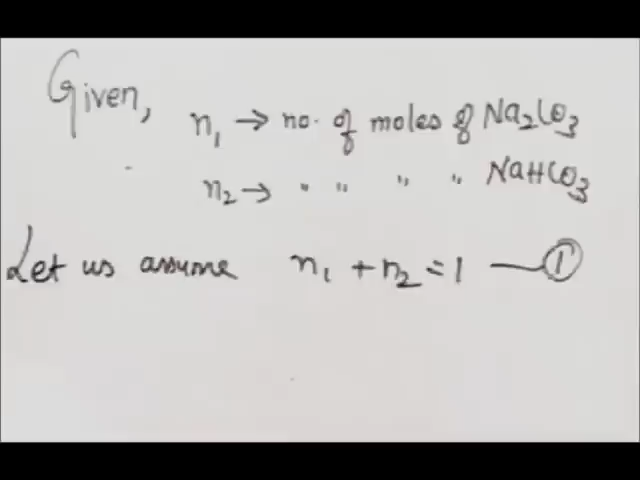 Given,
n₁ → no. of moles of Na₂CO₃
n₂ → " " " " NaHCO₃
Let us assume n₁ + n₂ = 1 — ①